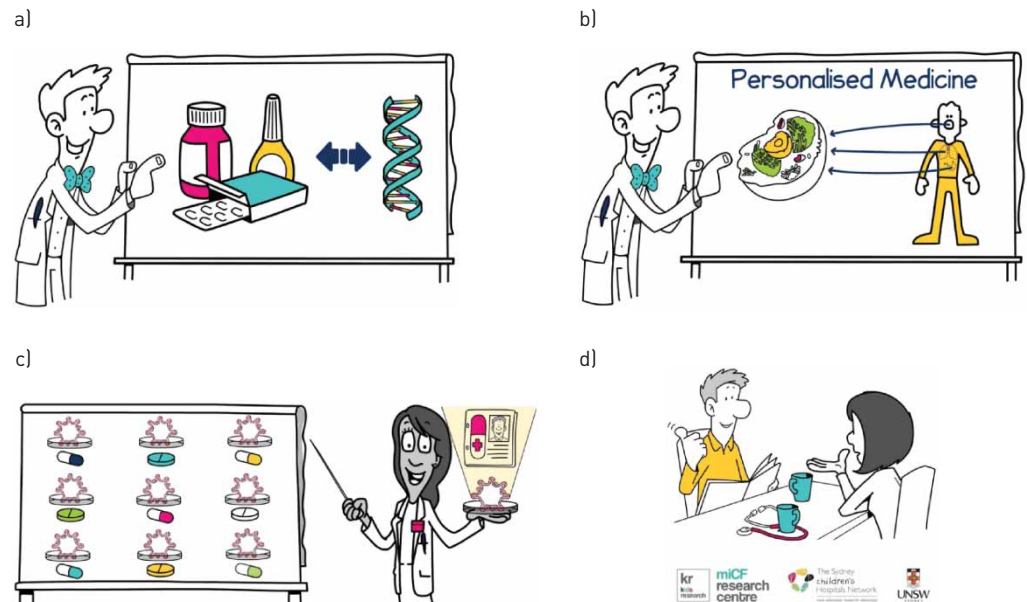 a)
b)
Personalised Medicine
c)
d)
kr
kids
research
miCF
research
centre
The Sydney
children's
Hospitals Network
UNSW